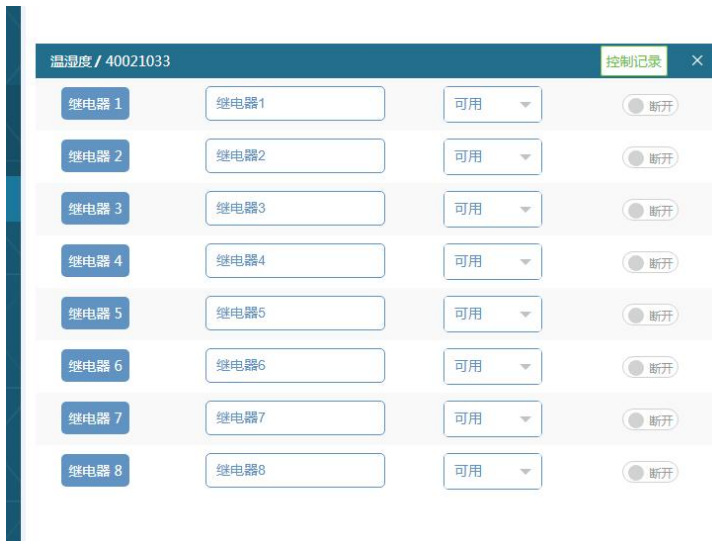 温湿度 / 40021033 控制记录
继电器 1 继电器1 可用 断开
继电器 2 继电器2 可用 断开
继电器 3 继电器3 可用 断开
继电器 4 继电器4 可用 断开
继电器 5 继电器5 可用 断开
继电器 6 继电器6 可用 断开
继电器 7 继电器7 可用 断开
继电器 8 继电器8 可用 断开